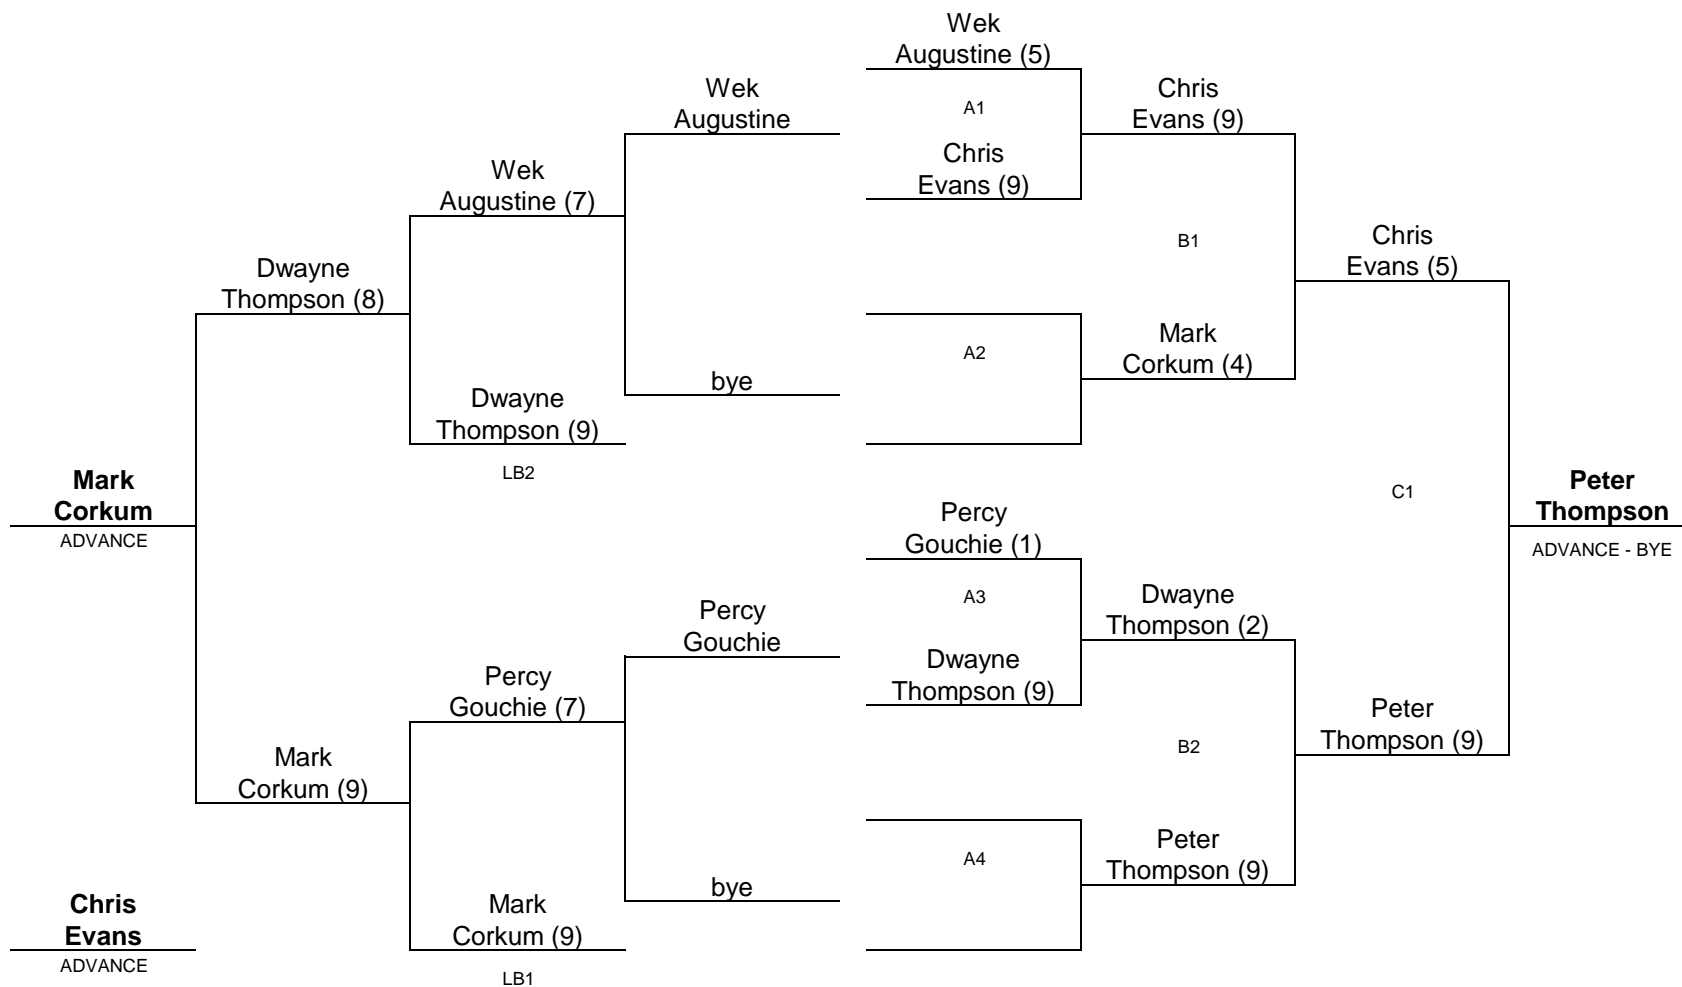 Wek
Augustine (5)
Wek
Augustine
Chris
Evans (9)
A1
Chris
Evans (9)
Wek
Augustine (7)
B1
Chris
Evans (5)
Dwayne
Thompson (8)
Mark
Corkum (4)
A2
bye
Dwayne
Thompson (9)
LB2
Mark
Corkum
ADVANCE
C1
Peter
Thompson
ADVANCE - BYE
Percy
Gouchie (1)
A3
Dwayne
Thompson (2)
Percy
Gouchie
Dwayne
Thompson (9)
Percy
Gouchie (7)
Peter
Thompson (9)
B2
Mark
Corkum (9)
Peter
Thompson (9)
A4
bye
Chris
Evans
ADVANCE
Mark
Corkum (9)
LB1